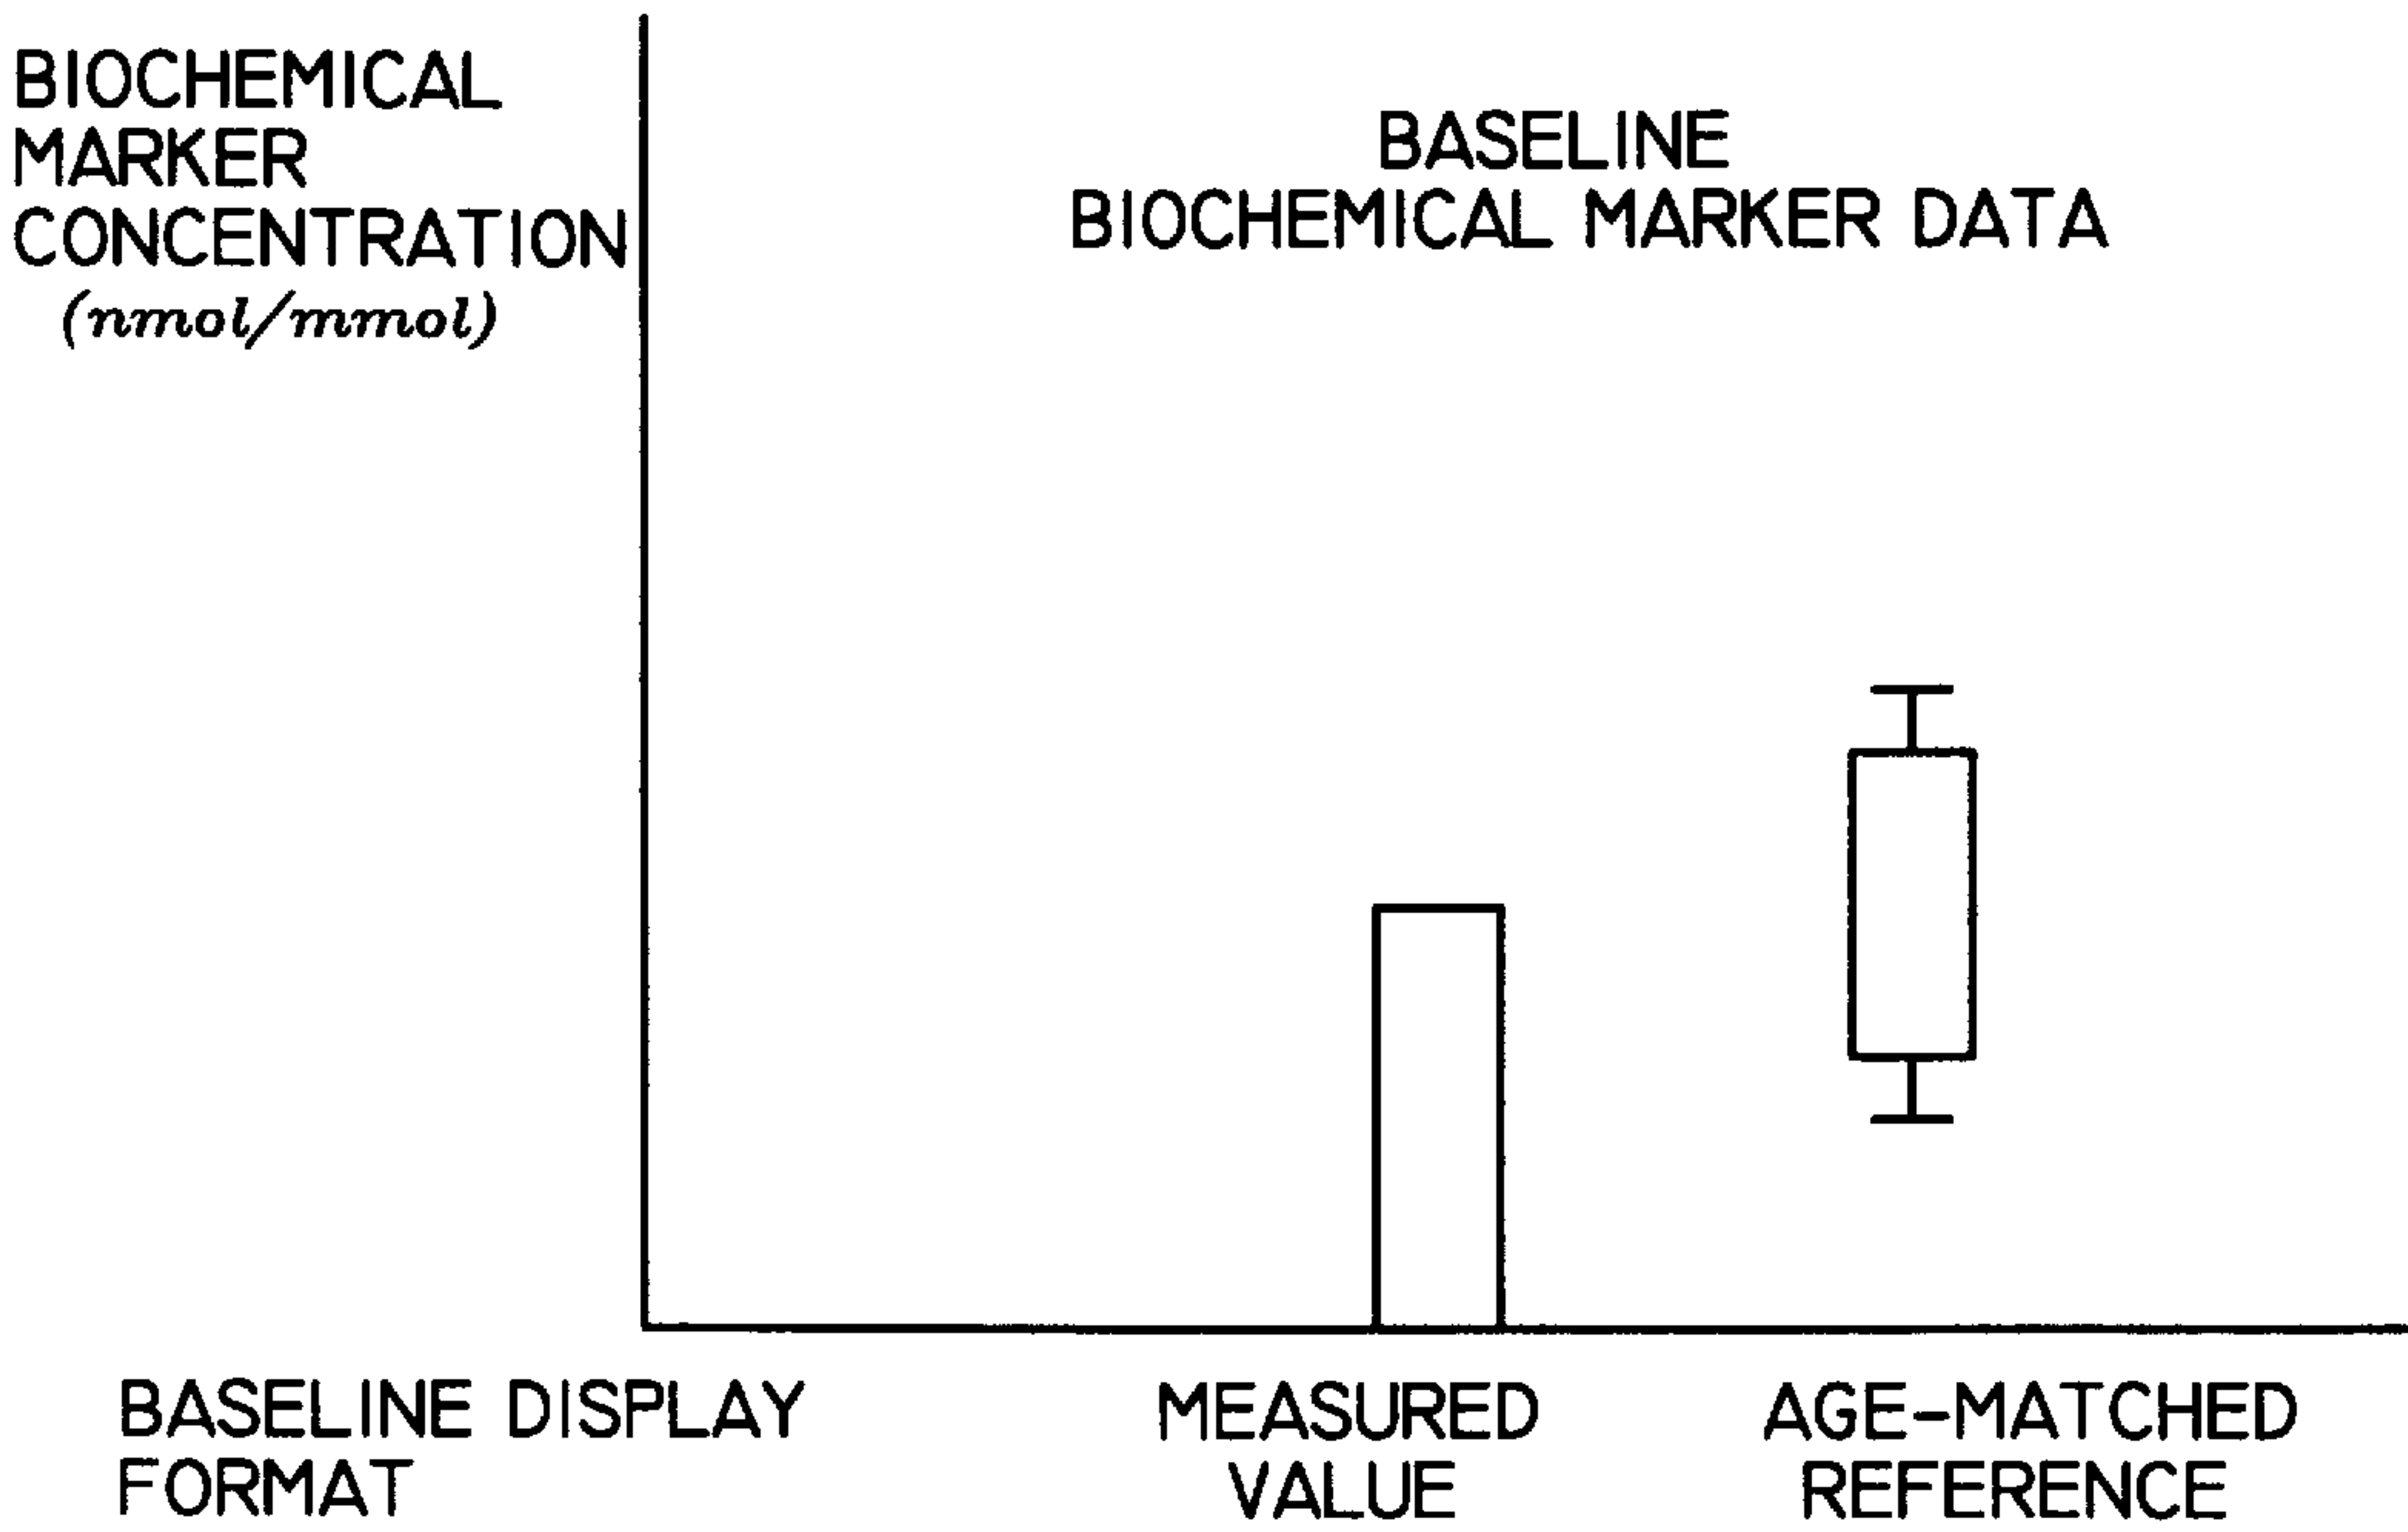 BIOCHEMICAL
MARKER
CONCENTRATION
(nmol/mmol)
BASELINE
BIOCHEMICAL MARKER DATA
BASELINE DISPLAY
FORMAT
MEASURED
VALUE
AGE-MATCHED
REFERENCE